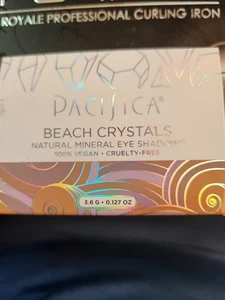 ROYALE PROFESSIONAL CURLING IRON
PACIFICA®
BEACH CRYSTALS
NATURAL MINERAL EYE SHADOWS
100% VEGAN • CRUELTY-FREE
3.6 G • 0.127 OZ